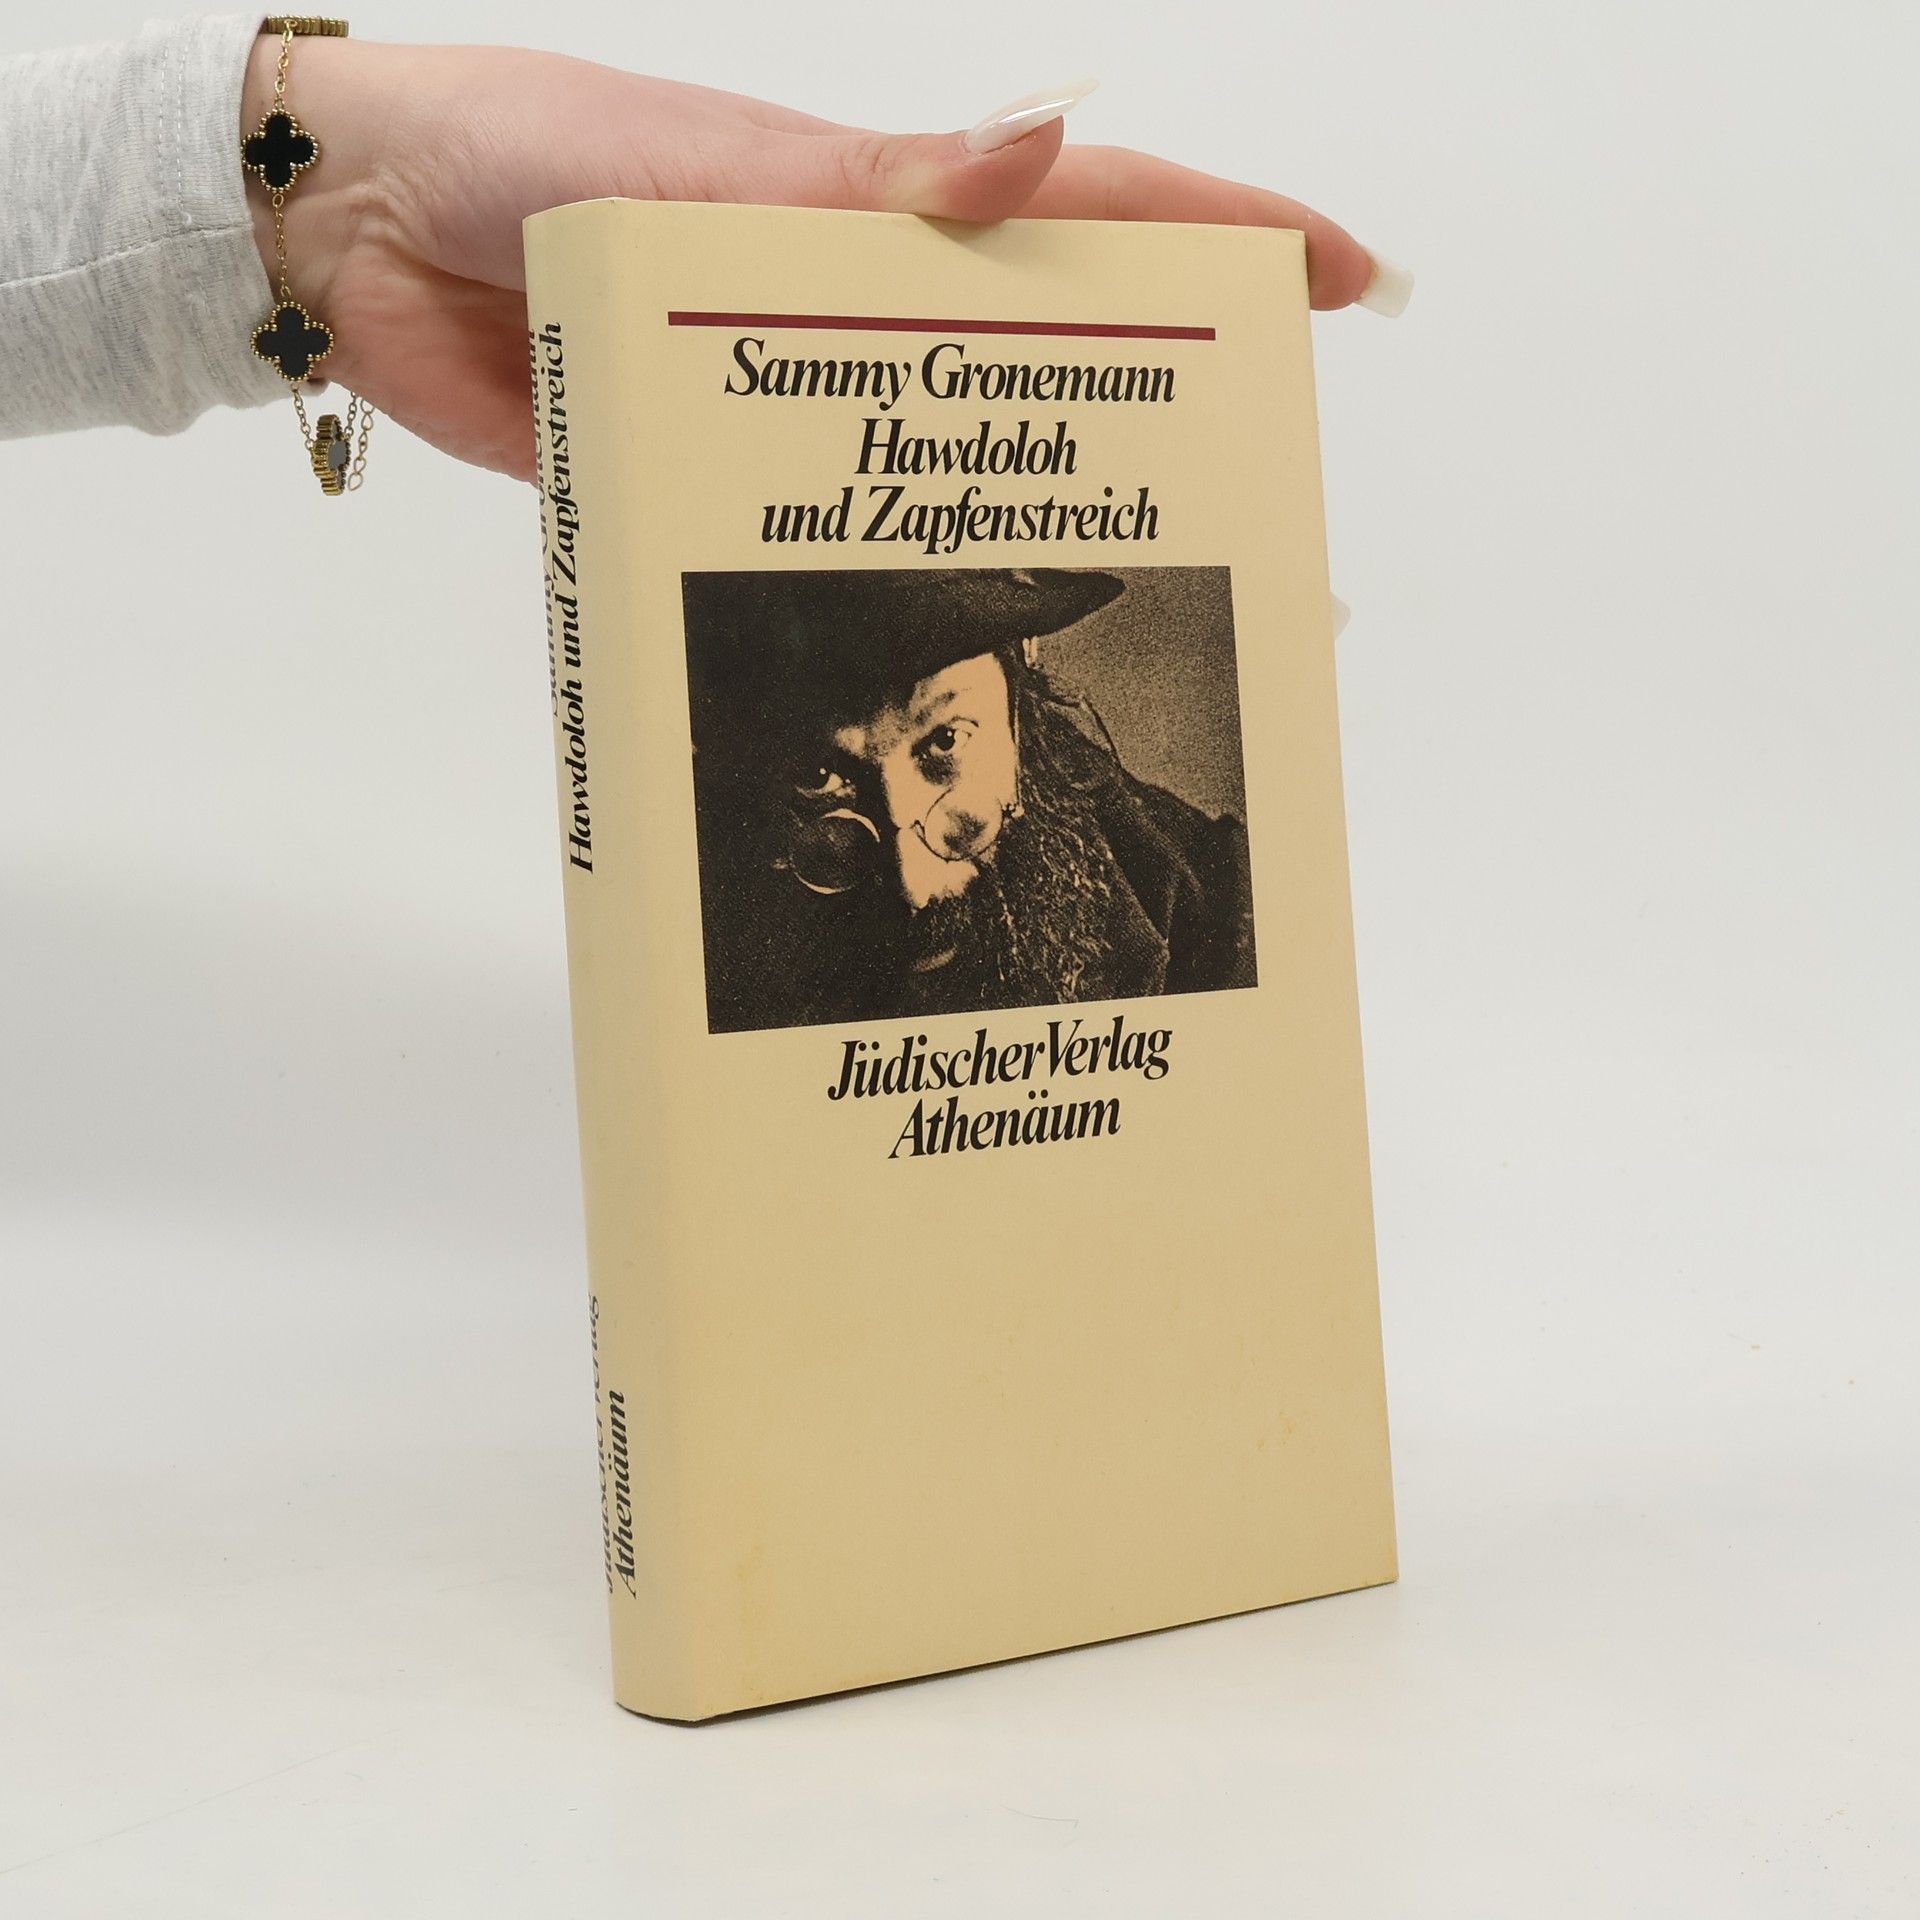 Sammy Gronemann
Hawdoloh
und Zapfenstreich
Jüdischer Verlag
Athenäum
Sammy Gronemann
Hawdoloh und Zapfenstreich
Jüdischer Verlag
Athenäum